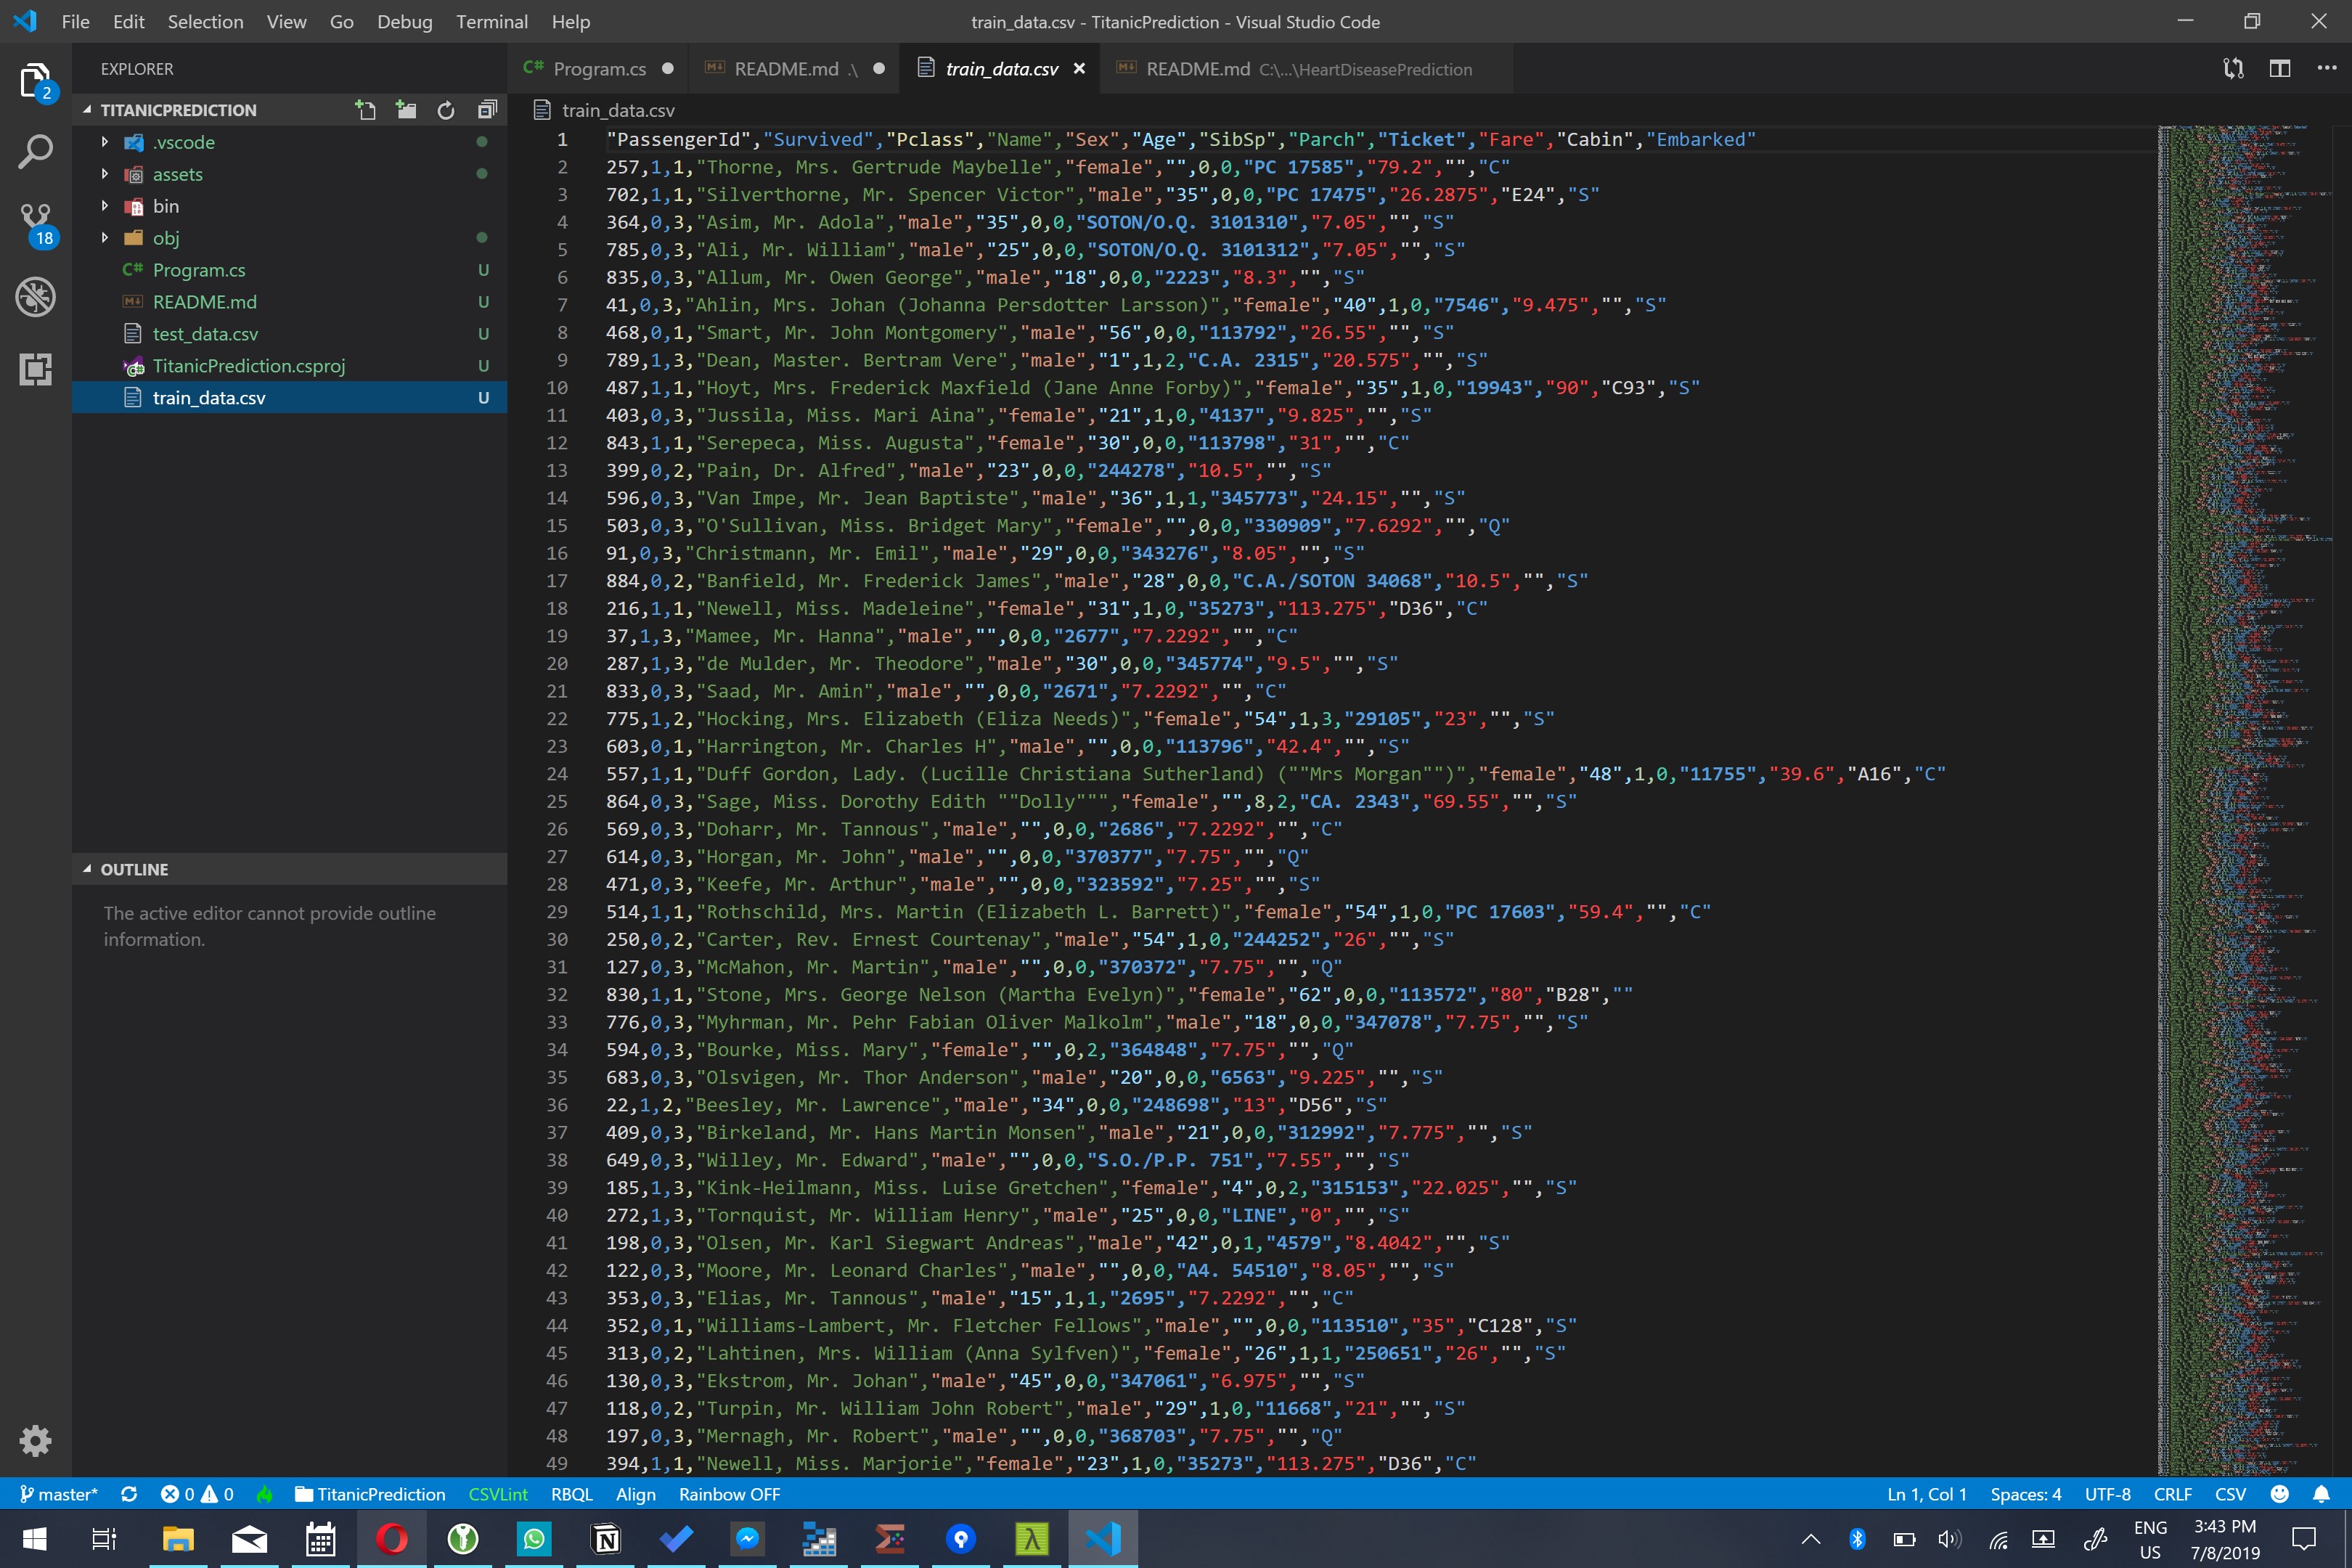 File Edit Selection View Go Debug Terminal Help
train_data.csv - TitanicPrediction - Visual Studio Code
EXPLORER
Program.cs
README.md .\
train_data.csv
README.md C:\...\HeartDiseasePrediction
2
18
TITANICPREDICTION
.vscode
assets
bin
obj
C# Program.cs U
README.md U
test_data.csv U
TitanicPrediction.csproj U
train_data.csv U
OUTLINE
The active editor cannot provide outline
information.
train_data.csv
1 "PassengerId","Survived","Pclass","Name","Sex","Age","SibSp","Parch","Ticket","Fare","Cabin","Embarked"
2 257,1,1,"Thorne, Mrs. Gertrude Maybelle","female","",0,0,"PC 17585","79.2","","C"
3 702,1,1,"Silverthorne, Mr. Spencer Victor","male","35",0,0,"PC 17475","26.2875","E24","S"
4 364,0,3,"Asim, Mr. Adola","male","35",0,0,"SOTON/O.Q. 3101310","7.05","","S"
5 785,0,3,"Ali, Mr. William","male","25",0,0,"SOTON/O.Q. 3101312","7.05","","S"
6 835,0,3,"Allum, Mr. Owen George","male","18",0,0,"2223","8.3","","S"
7 41,0,3,"Ahlin, Mrs. Johan (Johanna Persdotter Larsson)","female","40",1,0,"7546","9.475","","S"
8 468,0,1,"Smart, Mr. John Montgomery","male","56",0,0,"113792","26.55","","S"
9 789,1,3,"Dean, Master. Bertram Vere","male","1",1,2,"C.A. 2315","20.575","","S"
10 487,1,1,"Hoyt, Mrs. Frederick Maxfield (Jane Anne Forby)","female","35",1,0,"19943","90","C93","S"
11 403,0,3,"Jussila, Miss. Mari Aina","female","21",1,0,"4137","9.825","","S"
12 843,1,1,"Serepeca, Miss. Augusta","female","30",0,0,"113798","31","","C"
13 399,0,2,"Pain, Dr. Alfred","male","23",0,0,"244278","10.5","","S"
14 596,0,3,"Van Impe, Mr. Jean Baptiste","male","36",1,1,"345773","24.15","","S"
15 503,0,3,"O'Sullivan, Miss. Bridget Mary","female","",0,0,"330909","7.6292","","Q"
16 91,0,3,"Christmann, Mr. Emil","male","29",0,0,"343276","8.05","","S"
17 884,0,2,"Banfield, Mr. Frederick James","male","28",0,0,"C.A./SOTON 34068","10.5","","S"
18 216,1,1,"Newell, Miss. Madeleine","female","31",1,0,"35273","113.275","D36","C"
19 37,1,3,"Mamee, Mr. Hanna","male","",0,0,"2677","7.2292","","C"
20 287,1,3,"de Mulder, Mr. Theodore","male","30",0,0,"345774","9.5","","S"
21 833,0,3,"Saad, Mr. Amin","male","",0,0,"2671","7.2292","","C"
22 775,1,2,"Hocking, Mrs. Elizabeth (Eliza Needs)","female","54",1,3,"29105","23","","S"
23 603,0,1,"Harrington, Mr. Charles H","male","",0,0,"113796","42.4","","S"
24 557,1,1,"Duff Gordon, Lady. (Lucille Christiana Sutherland) (""Mrs Morgan"")","female","48",1,0,"11755","39.6","A16","C"
25 864,0,3,"Sage, Miss. Dorothy Edith ""Dolly""","female","",8,2,"CA. 2343","69.55","","S"
26 569,0,3,"Doharr, Mr. Tannous","male","",0,0,"2686","7.2292","","C"
27 614,0,3,"Horgan, Mr. John","male","",0,0,"370377","7.75","","Q"
28 471,0,3,"Keefe, Mr. Arthur","male","",0,0,"323592","7.25","","S"
29 514,1,1,"Rothschild, Mrs. Martin (Elizabeth L. Barrett)","female","54",1,0,"PC 17603","59.4","","C"
30 250,0,2,"Carter, Rev. Ernest Courtenay","male","54",1,0,"244252","26","","S"
31 127,0,3,"McMahon, Mr. Martin","male","",0,0,"370372","7.75","","Q"
32 830,1,1,"Stone, Mrs. George Nelson (Martha Evelyn)","female","62",0,0,"113572","80","B28",""
33 776,0,3,"Myhrman, Mr. Pehr Fabian Oliver Malkolm","male","18",0,0,"347078","7.75","","S"
34 594,0,3,"Bourke, Miss. Mary","female","",0,2,"364848","7.75","","Q"
35 683,0,3,"Olsvigen, Mr. Thor Anderson","male","20",0,0,"6563","9.225","","S"
36 22,1,2,"Beesley, Mr. Lawrence","male","34",0,0,"248698","13","D56","S"
37 409,0,3,"Birkeland, Mr. Hans Martin Monsen","male","21",0,0,"312992","7.775","","S"
38 649,0,3,"Willey, Mr. Edward","male","",0,0,"S.O./P.P. 751","7.55","","S"
39 185,1,3,"Kink-Heilmann, Miss. Luise Gretchen","female","4",0,2,"315153","22.025","","S"
40 272,1,3,"Tornquist, Mr. William Henry","male","25",0,0,"LINE","0","","S"
41 198,0,3,"Olsen, Mr. Karl Siegwart Andreas","male","42",0,1,"4579","8.4042","","S"
42 122,0,3,"Moore, Mr. Leonard Charles","male","",0,0,"A4. 54510","8.05","","S"
43 353,0,3,"Elias, Mr. Tannous","male","15",1,1,"2695","7.2292","","C"
44 352,0,1,"Williams-Lambert, Mr. Fletcher Fellows","male","",0,0,"113510","35","C128","S"
45 313,0,2,"Lahtinen, Mrs. William (Anna Sylfven)","female","26",1,1,"250651","26","","S"
46 130,0,3,"Ekstrom, Mr. Johan","male","45",0,0,"347061","6.975","","S"
47 118,0,2,"Turpin, Mr. William John Robert","male","29",1,0,"11668","21","","S"
48 197,0,3,"Mernagh, Mr. Robert","male","",0,0,"368703","7.75","","Q"
49 394,1,1,"Newell, Miss. Marjorie","female","23",1,0,"35273","113.275","D36","C"
master* 0 0 TitanicPrediction CSVLint RBQL Align Rainbow OFF Ln 1, Col 1 Spaces: 4 UTF-8 CRLF CSV
ENG 3:43 PM
US 7/8/2019